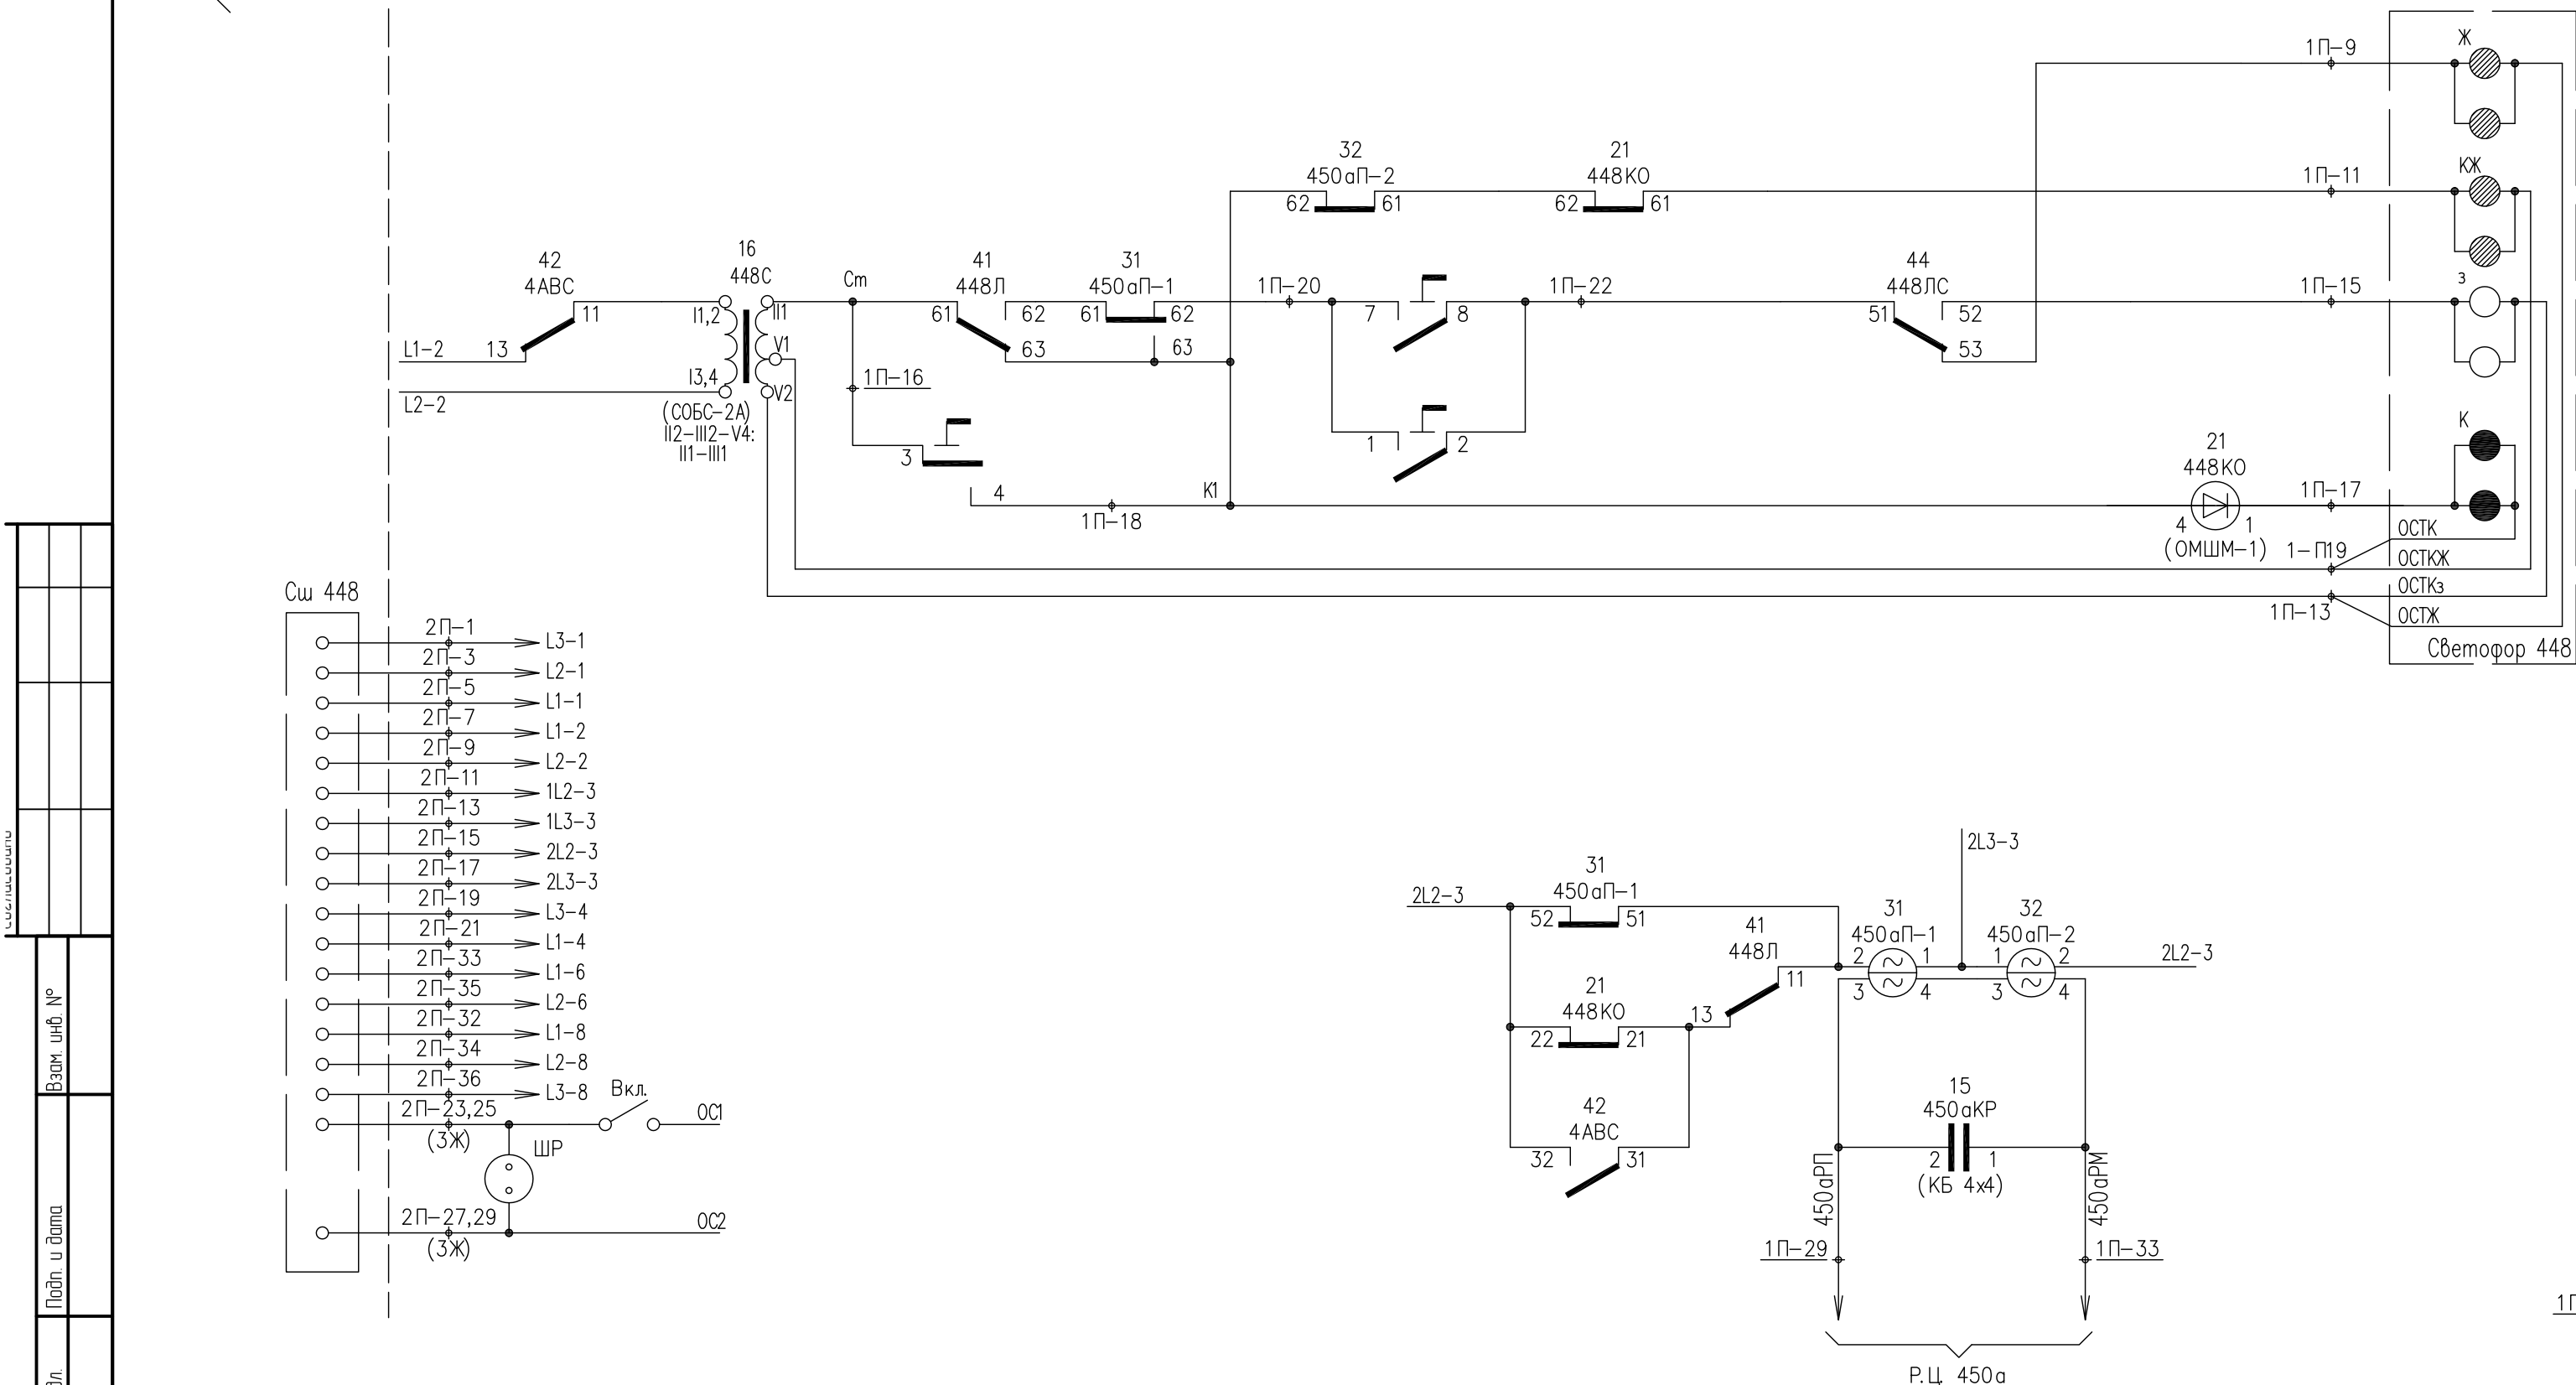 1П-9
Ж
32
450аП-2
62
61
21
448КО
62
61
1П-11
КЖ
42
4АВС
11
13
L1-2
L2-2
16
448С
I1,2
I3,4
II1
V1
V2
(СОБС-2А)
II2-III2-V4:
II1-III1
Ст
1П-16
41
448Л
61
62
63
31
450аП-1
61
62
63
1П-20
7
8
1
2
1П-22
44
448ЛС
51
52
53
1П-15
з
3
4
1П-18
К1
21
448КО
4
1
(ОМШМ-1)
1П-17
К
1-П19
1П-13
ОСТК
ОСТКЖ
ОСТКз
ОСТЖ
Светофор 448
Сш 448
2П-1
L3-1
2П-3
L2-1
2П-5
L1-1
2П-7
L1-2
2П-9
L2-2
2П-11
1L2-3
2П-13
1L3-3
2П-15
2L2-3
2П-17
2L3-3
2П-19
L3-4
2П-21
L1-4
2П-33
L1-6
2П-35
L2-6
2П-32
L1-8
2П-34
L2-8
2П-36
L3-8
2П-23,25
(ЗЖ)
Вкл.
ОС1
ШР
2П-27,29
(ЗЖ)
ОС2
2L2-3
31
450аП-1
52
51
21
448КО
22
21
42
4АВС
32
31
41
448Л
13
11
2L3-3
31
450аП-1
2
1
3
4
32
450аП-2
1
2
3
4
2L2-3
15
450аКР
2
1
(КБ 4х4)
450аРП
450аРМ
1П-29
1П-33
Р.Ц. 450а
Взам. инв. №
Подп. и дата